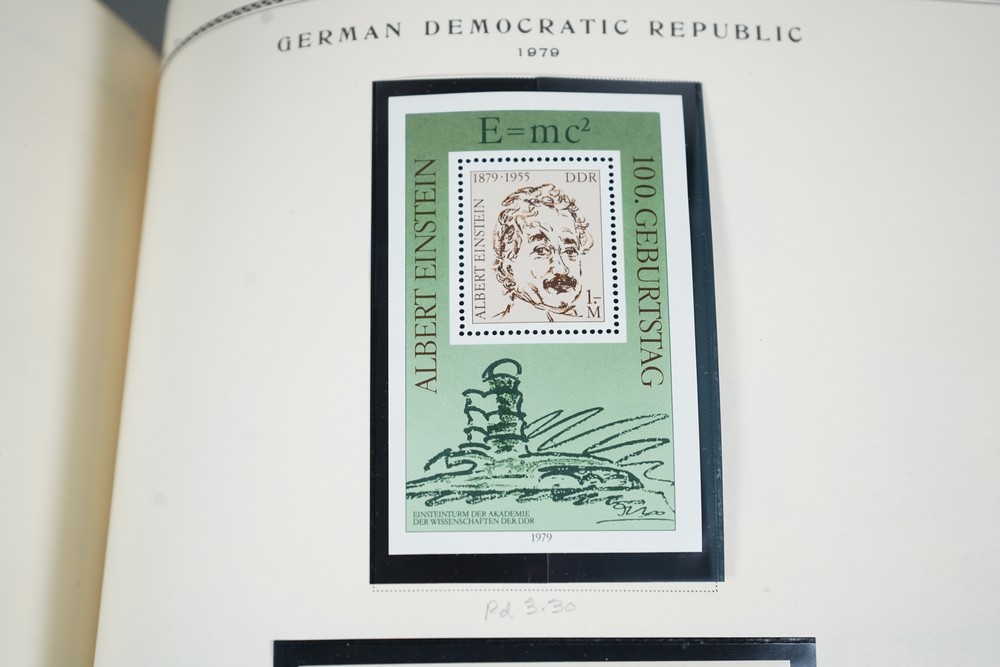 GERMAN DEMOCRATIC REPUBLIC
1979
E=mc²
ALBERT EINSTEIN
1879·1955 DDR
ALBERT EINSTEIN
1,-
M
100. GEBURTSTAG
EINSTEINTURM DER AKADEMIE
DER WISSENSCHAFTEN DER DDR
1979
Pd 3.30